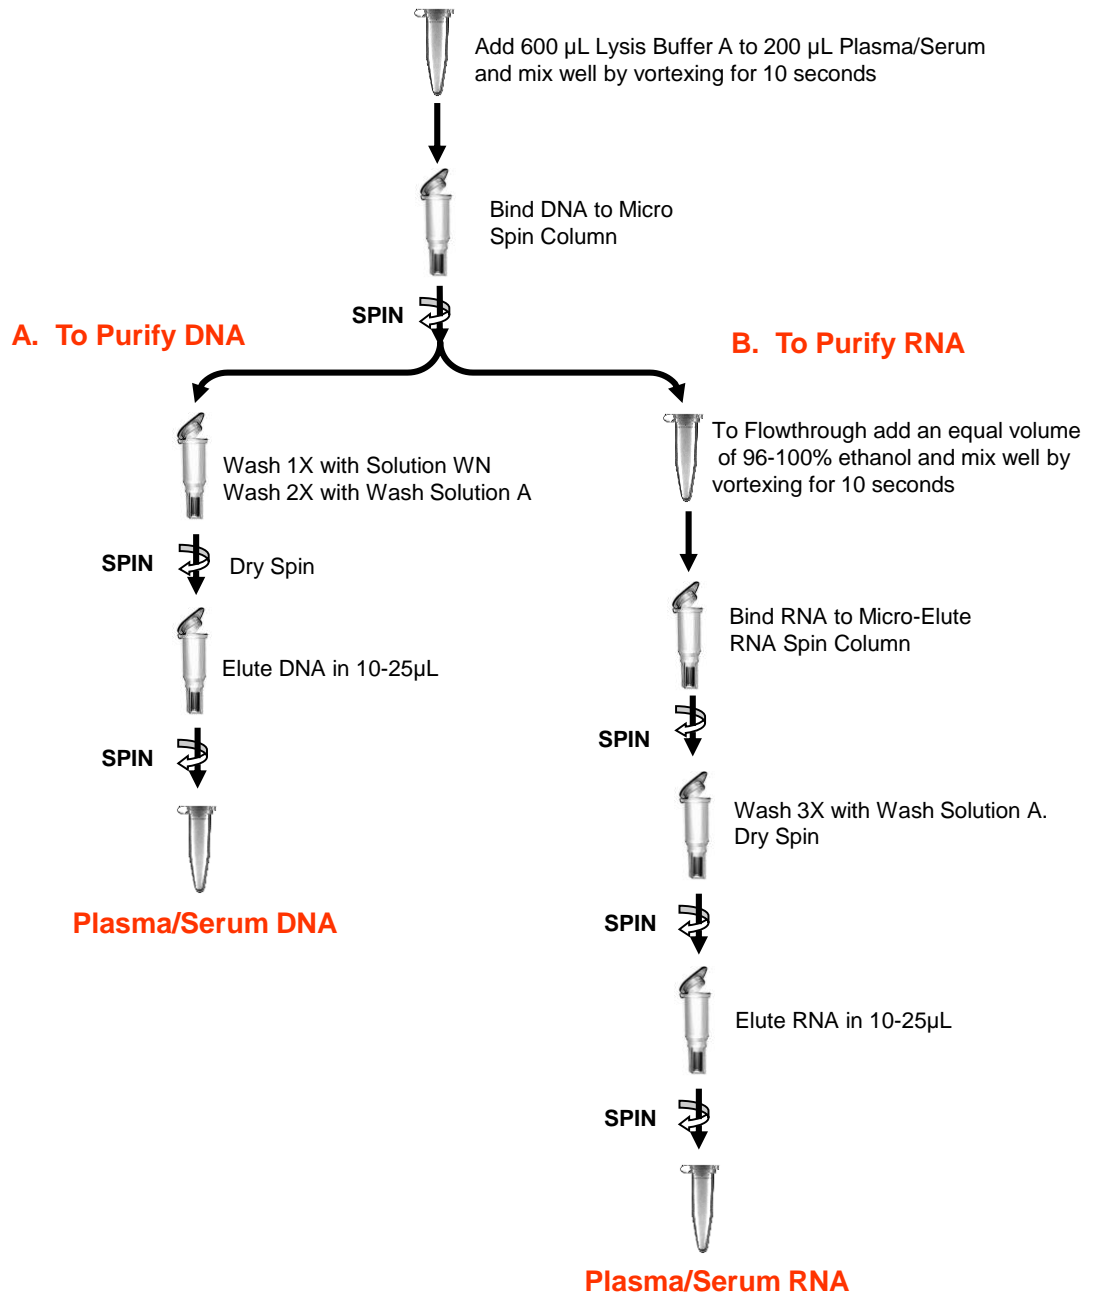 Add 600 µL Lysis Buffer A to 200 µL Plasma/Serum
and mix well by vortexing for 10 seconds
Bind DNA to Micro
Spin Column
SPIN
A. To Purify DNA
Wash 1X with Solution WN
Wash 2X with Wash Solution A
SPIN
Dry Spin
Elute DNA in 10-25µL
SPIN
Plasma/Serum DNA
B. To Purify RNA
To Flowthrough add an equal volume
of 96-100% ethanol and mix well by
vortexing for 10 seconds
Bind RNA to Micro-Elute
RNA Spin Column
SPIN
Wash 3X with Wash Solution A.
Dry Spin
SPIN
Elute RNA in 10-25µL
SPIN
Plasma/Serum RNA